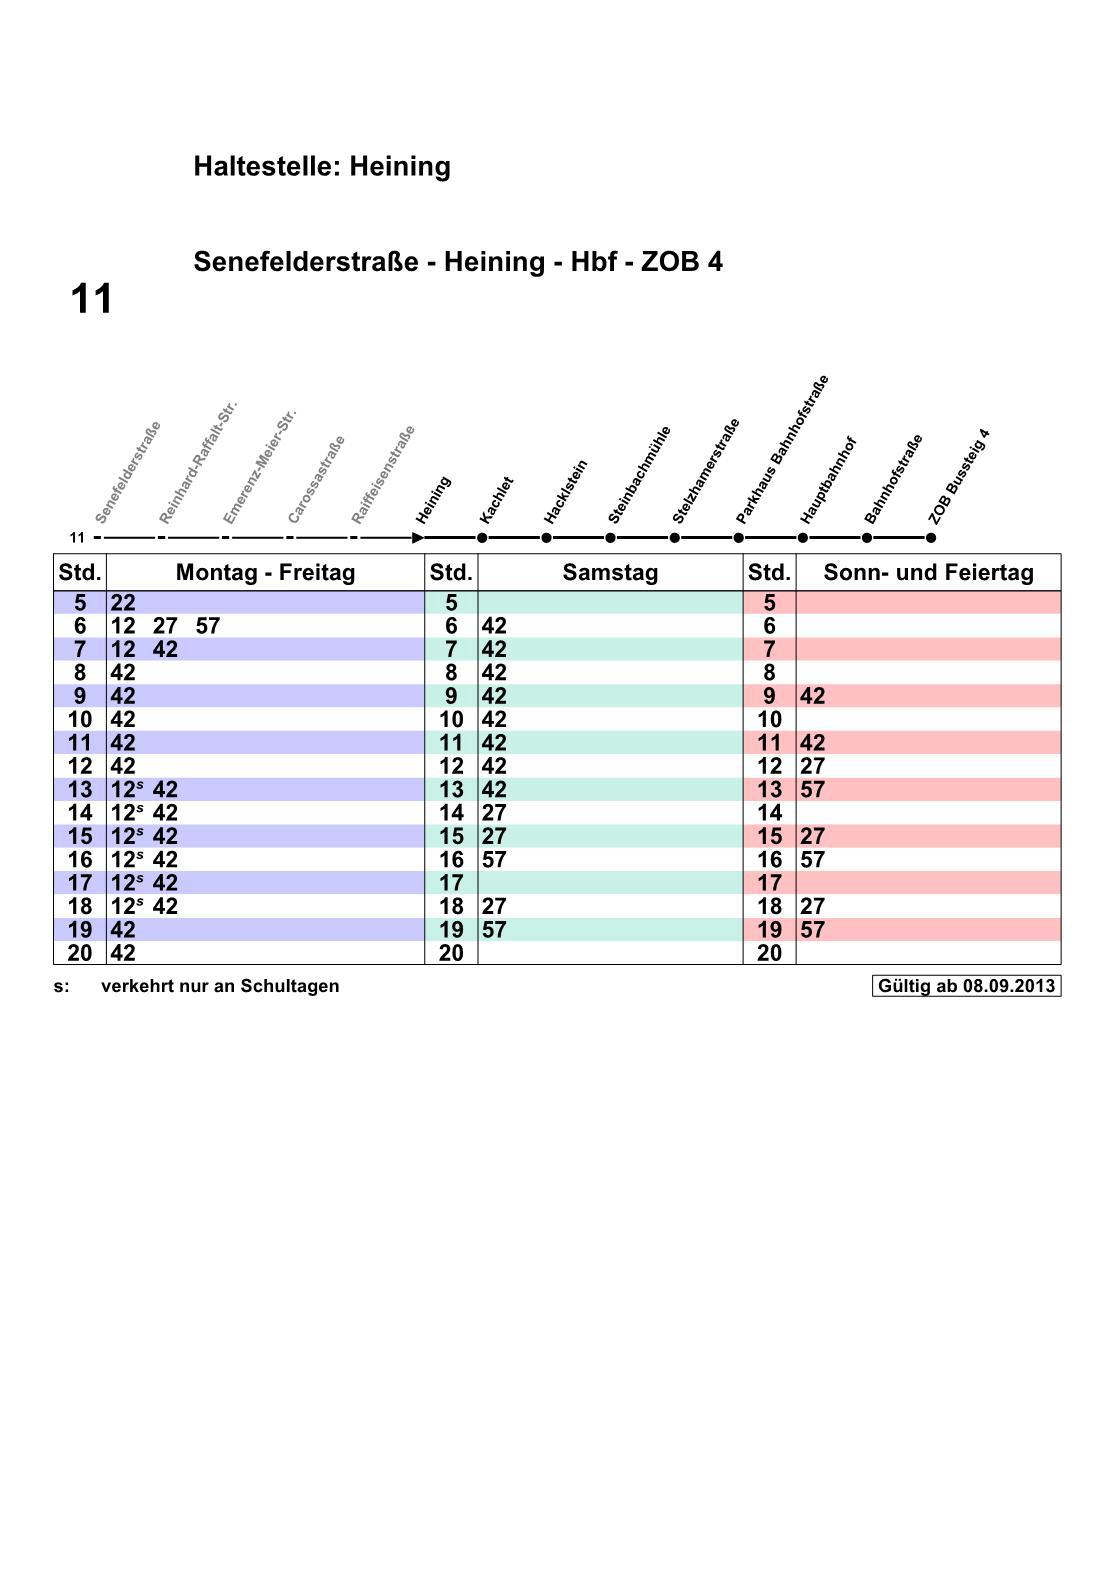 Haltestelle: Heining
Senefelderstraße - Heining - Hbf - ZOB 4
11
Senefelderstraße
Reinhard-Raffalt-Str.
Emerenz-Meier-Str.
Carossastraße
Raiffeisenstraße
Heining
Kachlet
Hacklstein
Steinbachmühle
Stelzhamerstraße
Parkhaus Bahnhofstraße
Hauptbahnhof
Bahnhofstraße
ZOB Bussteig 4
11
Std. Montag - Freitag Std. Samstag Std. Sonn- und Feiertag
5 22 5 5
6 12 27 57 6 42 6
7 12 42 7 42 7
8 42 8 42 8
9 42 9 42 9 42
10 42 10 42 10
11 42 11 42 11 42
12 42 12 42 12 27
13 12s 42 13 42 13 57
14 12s 42 14 27 14
15 12s 42 15 27 15 27
16 12s 42 16 57 16 57
17 12s 42 17 17
18 12s 42 18 27 18 27
19 42 19 57 19 57
20 42 20 20
s: verkehrt nur an Schultagen Gültig ab 08.09.2013